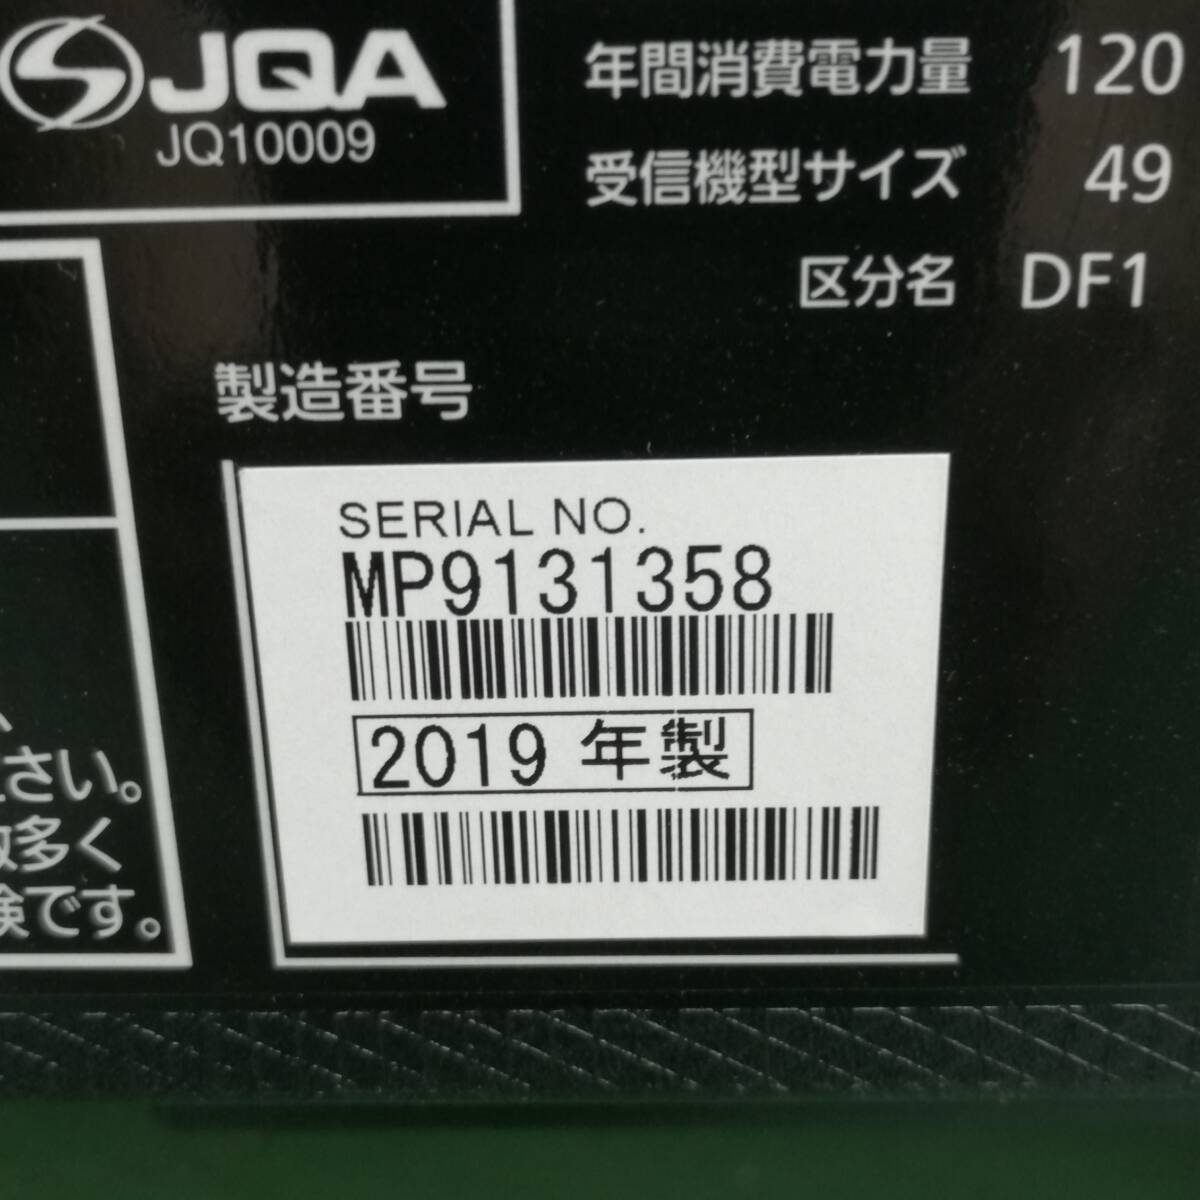 JQA
JQ10009
年間消費電力量 120
受信機型サイズ 49
区分名 DF1
製造番号
SERIAL NO.
MP9131358
2019 年製
さい。
多く
険です。